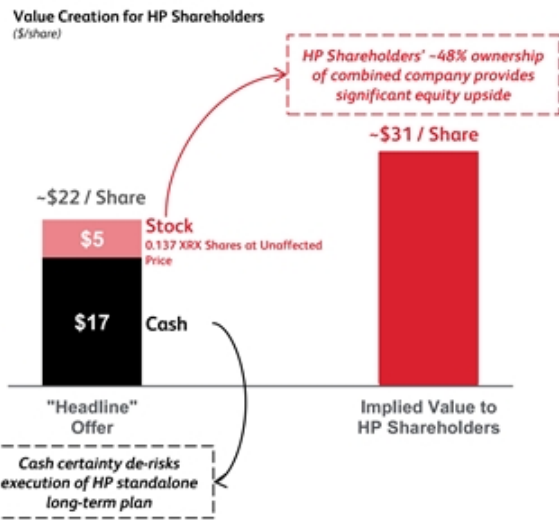 Value Creation for HP Shareholders
($/share)
HP Shareholders' ~48% ownership
of combined company provides
significant equity upside
~$31 / Share
~$22 / Share
$5
Stock
0.137 XRX Shares at Unaffected
Price
$17
Cash
"Headline"
Offer
Implied Value to
HP Shareholders
Cash certainty de-risks
execution of HP standalone
long-term plan